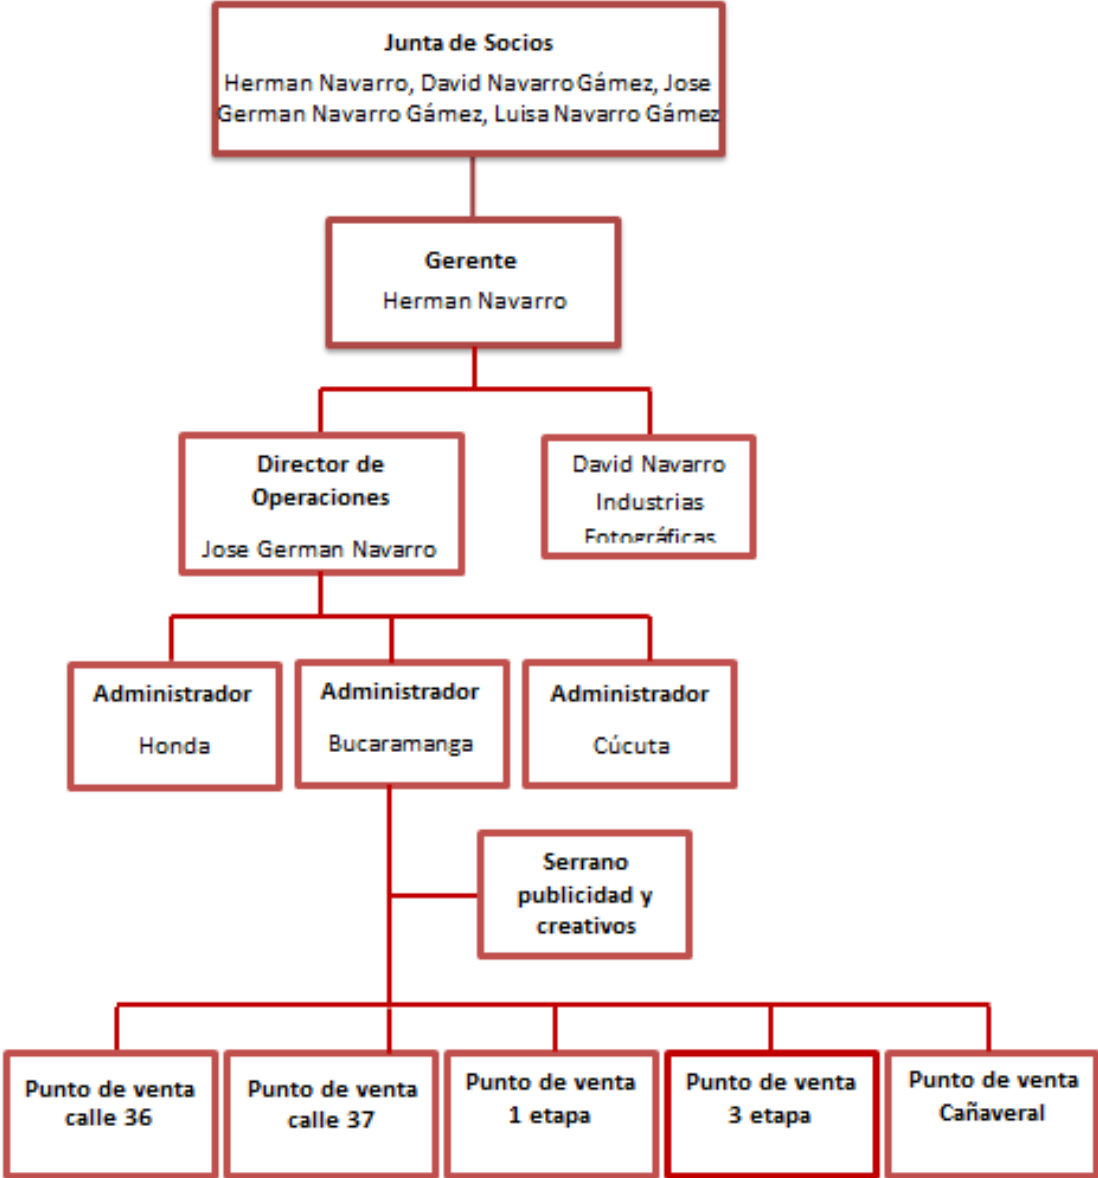 Junta de Socios
Herman Navarro, David Navarro Gámez, Jose
German Navarro Gámez, Luisa Navarro Gámez
Gerente
Herman Navarro
Director de
Operaciones
Jose German Navarro
David Navarro
Industrias
Fotográficas
Administrador
Honda
Administrador
Bucaramanga
Administrador
Cúcuta
Serrano
publicidad y
creativos
Punto de venta
calle 36
Punto de venta
calle 37
Punto de venta
1 etapa
Punto de venta
3 etapa
Punto de venta
Cañaveral